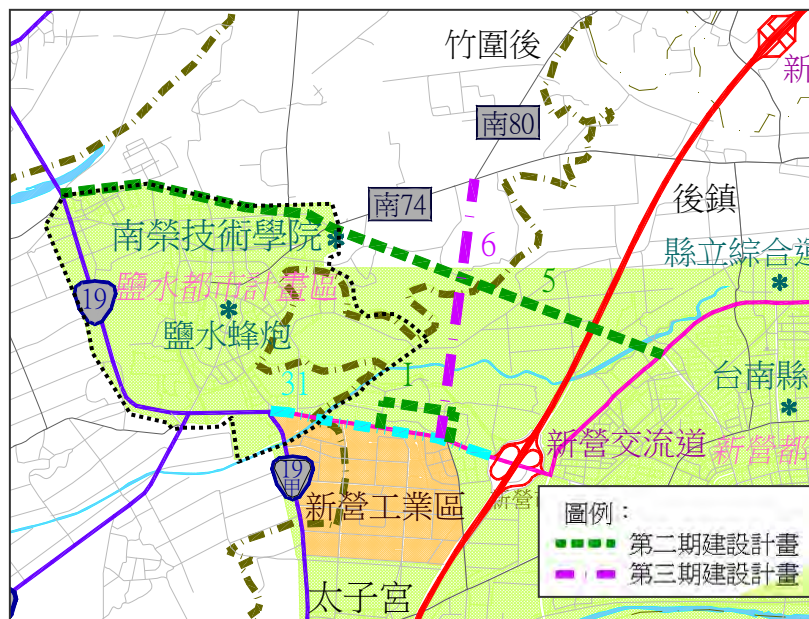 竹圍後
新
南80
南74
後鎮
南榮技術學院
6
縣立綜合運
5
鹽水都市計畫區
19
鹽水蜂炮
31
1
台南縣
新營交流道
新營都
19
甲
新營工業區
新營
圖例：
第二期建設計畫
第三期建設計畫
太子宮